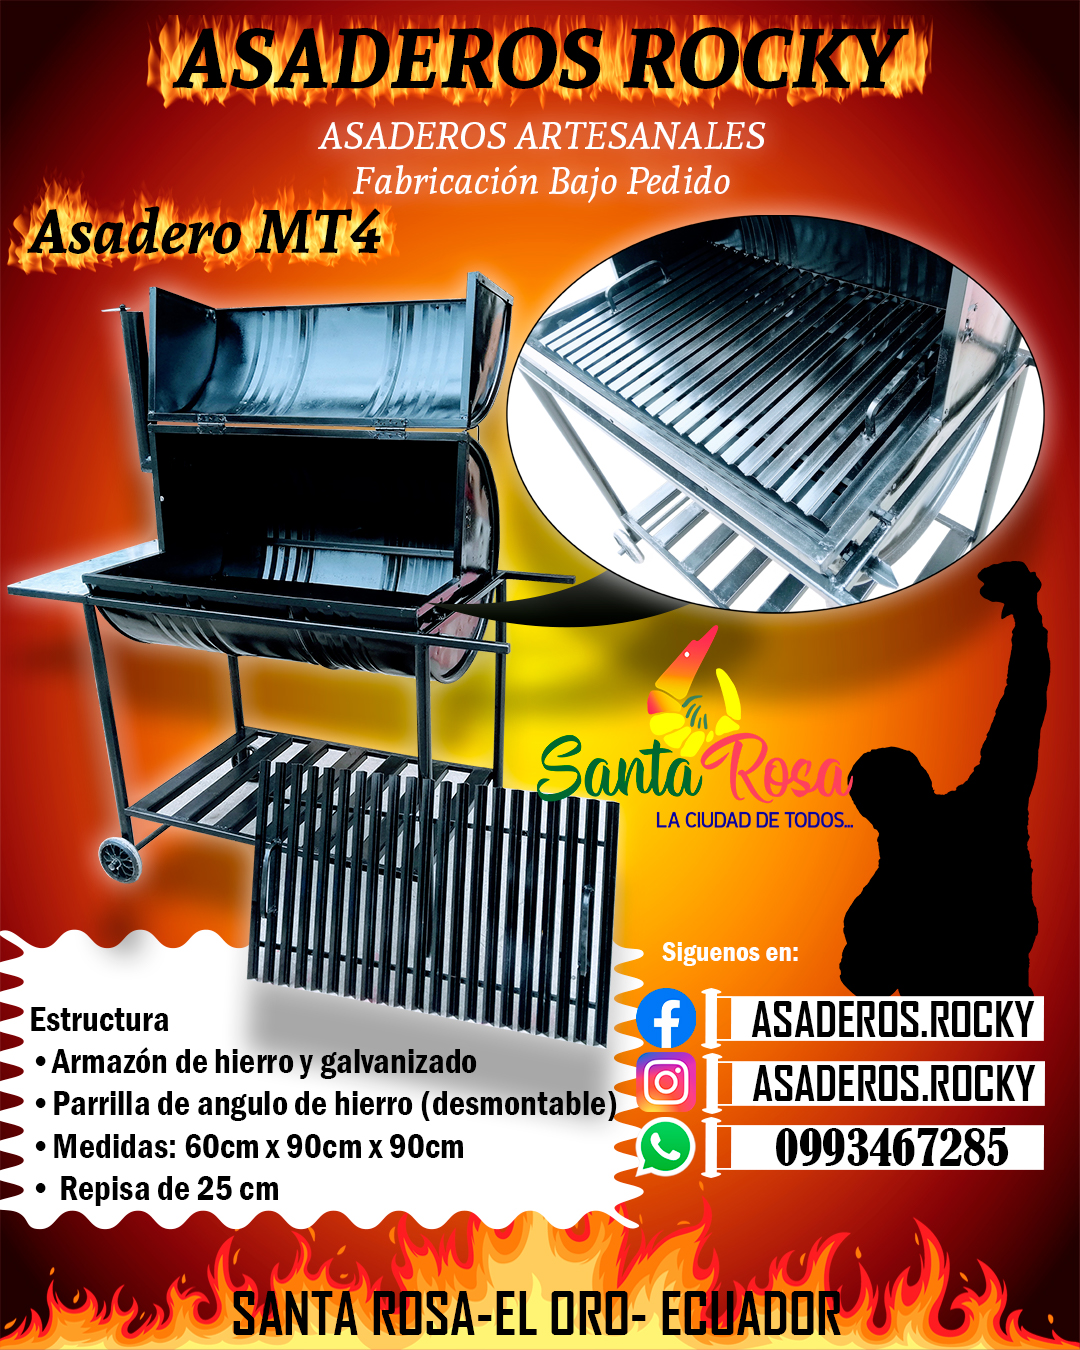 ASADEROS ROCKY
ASADEROS ARTESANALES
Fabricación Bajo Pedido
Asadero MT4
Santa Rosa
LA CIUDAD DE TODOS...
Siguenos en:
ASADEROS.ROCKY
ASADEROS.ROCKY
0993467285
Estructura
• Armazón de hierro y galvanizado
• Parrilla de angulo de hierro (desmontable)
• Medidas: 60cm x 90cm x 90cm
• Repisa de 25 cm
SANTA ROSA-EL ORO- ECUADOR